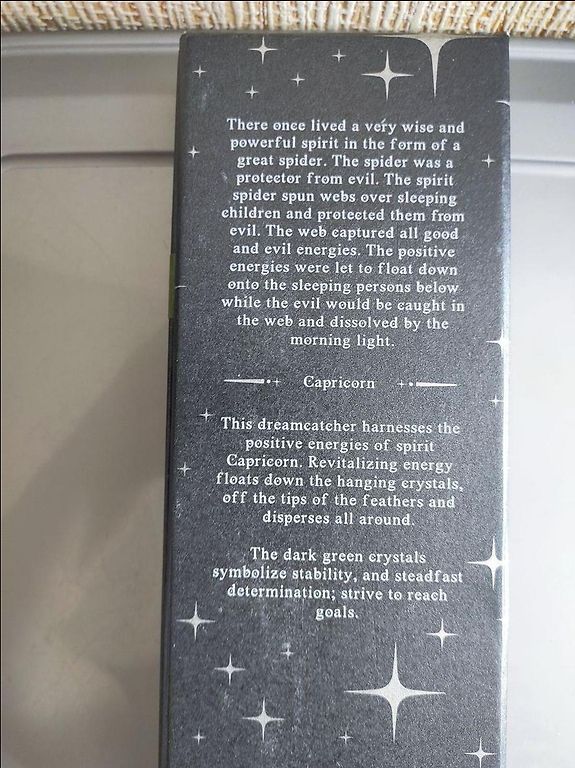 There once lived a very wise and
powerful spirit in the form of a
great spider. The spider was a
protector from evil. The spirit
spider spun webs over sleeping
children and protected them from
evil. The web captured all good
and evil energies. The positive
energies were let to float down
onto the sleeping persons below
while the evil would be caught in
the web and dissolved by the
morning light.
Capricorn
This dreamcatcher harnesses the
positive energies of spirit
Capricorn. Revitalizing energy
floats down the hanging crystals,
off the tips of the feathers and
disperses all around.
The dark green crystals
symbolize stability, and steadfast
determination; strive to reach
goals.